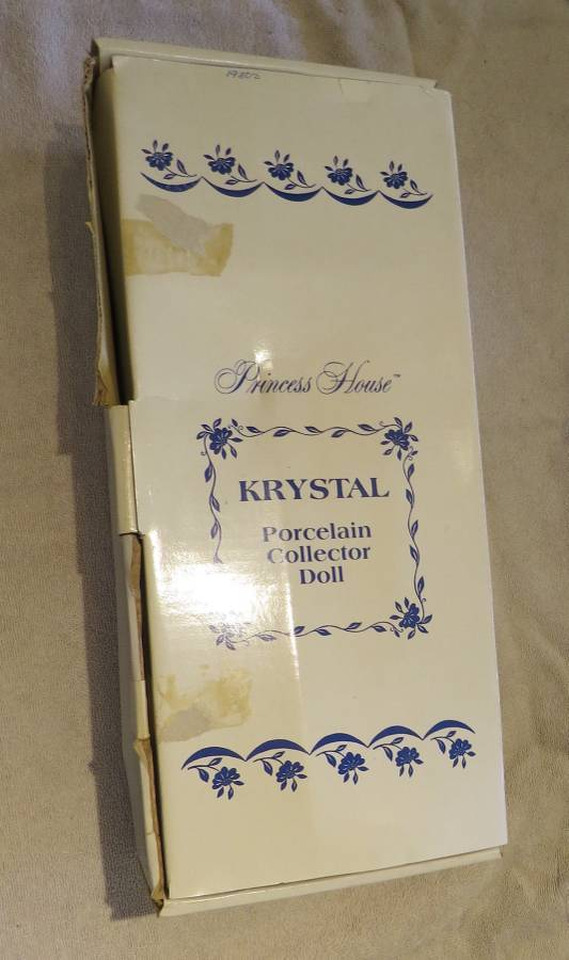 Princess House™
KRYSTAL
Porcelain
Collector
Doll